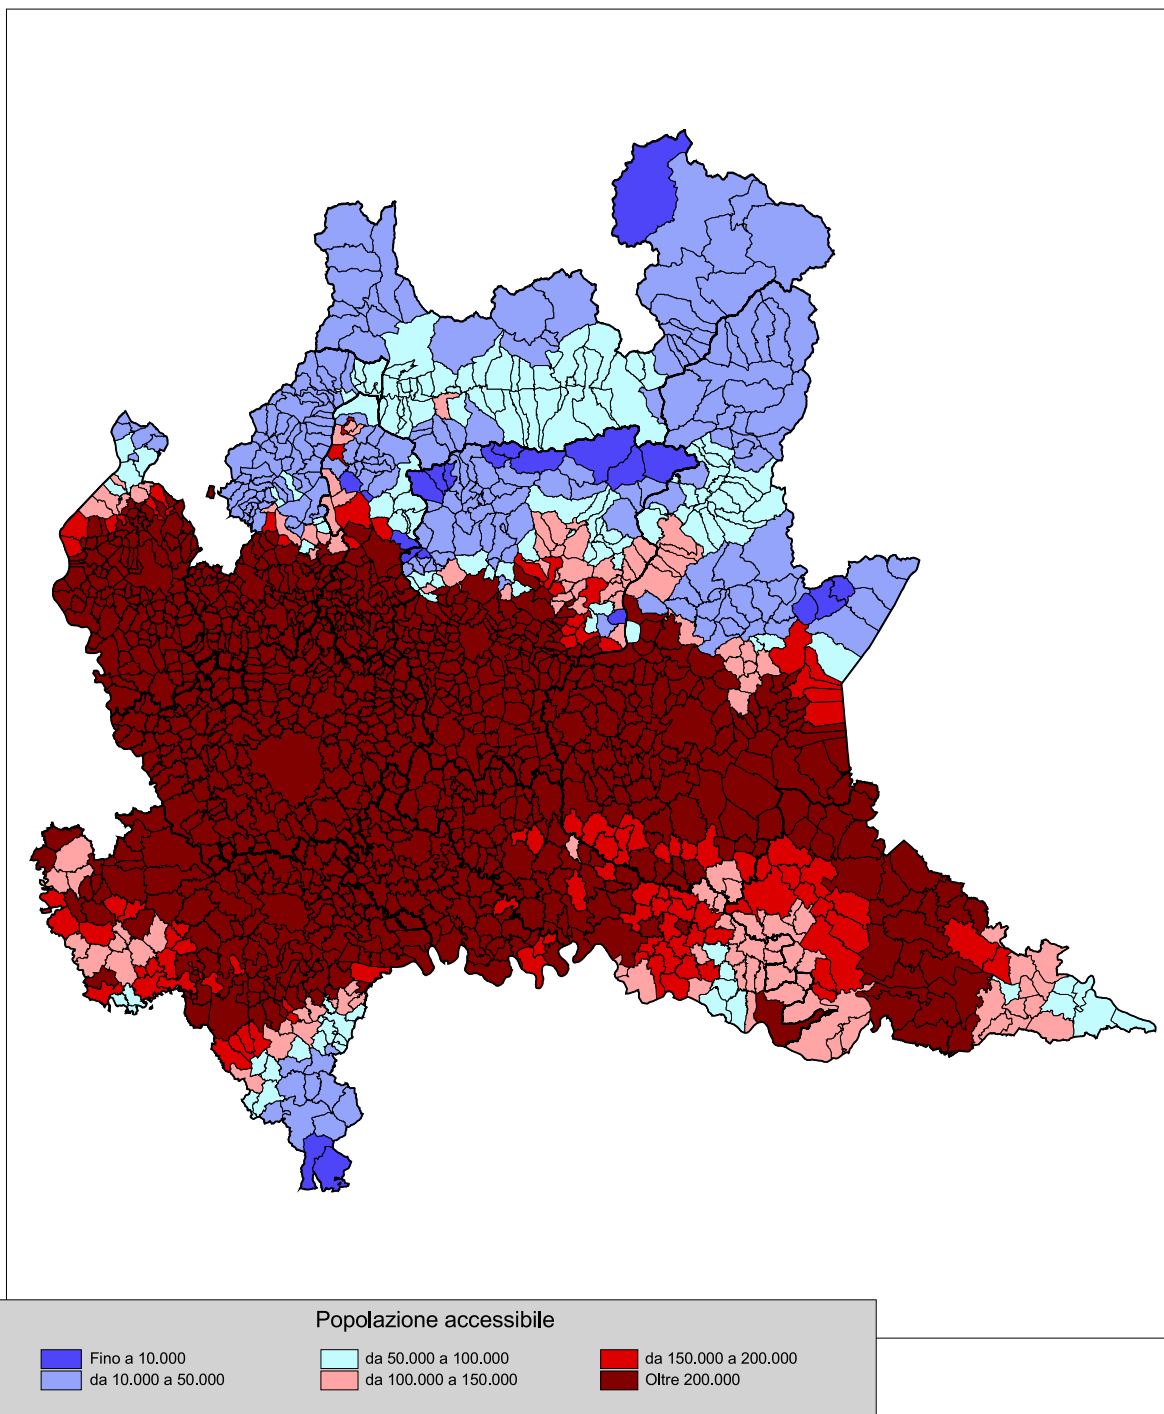 Popolazione accessibile
Fino a 10.000
da 10.000 a 50.000
da 50.000 a 100.000
da 100.000 a 150.000
da 150.000 a 200.000
Oltre 200.000